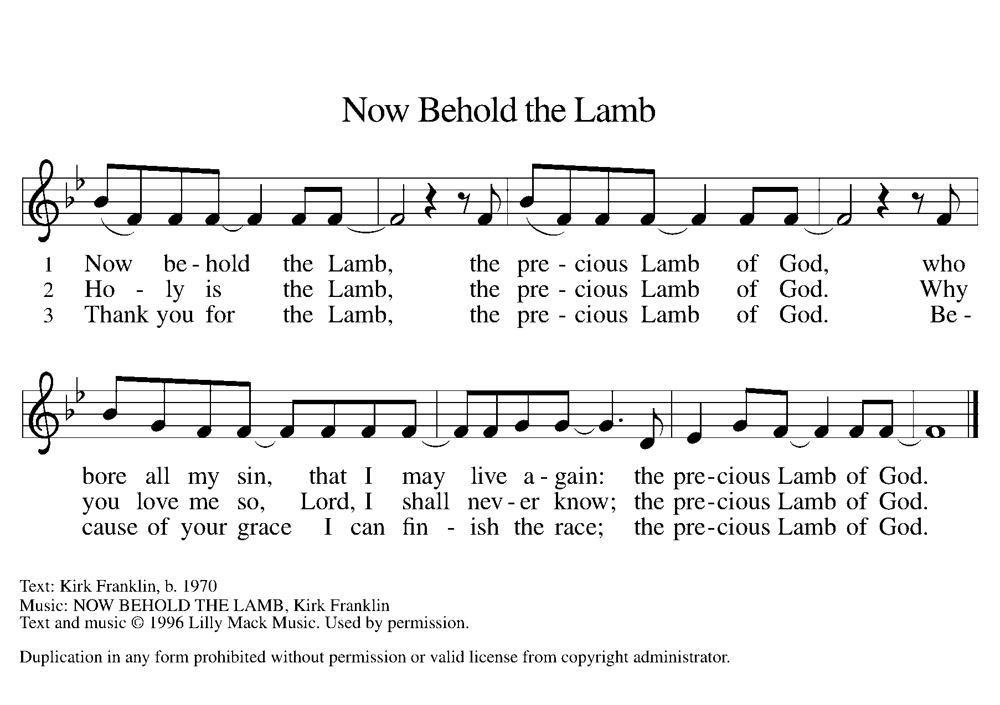 Now Behold the Lamb
1 Now be - hold the Lamb, the pre - cious Lamb of God, who
2 Ho - ly is the Lamb, the pre - cious Lamb of God. Why
3 Thank you for the Lamb, the pre - cious Lamb of God. Be -
bore all my sin, that I may live a - gain: the pre-cious Lamb of God.
you love me so, Lord, I shall nev - er know; the pre-cious Lamb of God.
cause of your grace I can fin - ish the race; the pre-cious Lamb of God.
Text: Kirk Franklin, b. 1970
Music: NOW BEHOLD THE LAMB, Kirk Franklin
Text and music © 1996 Lilly Mack Music. Used by permission.
Duplication in any form prohibited without permission or valid license from copyright administrator.